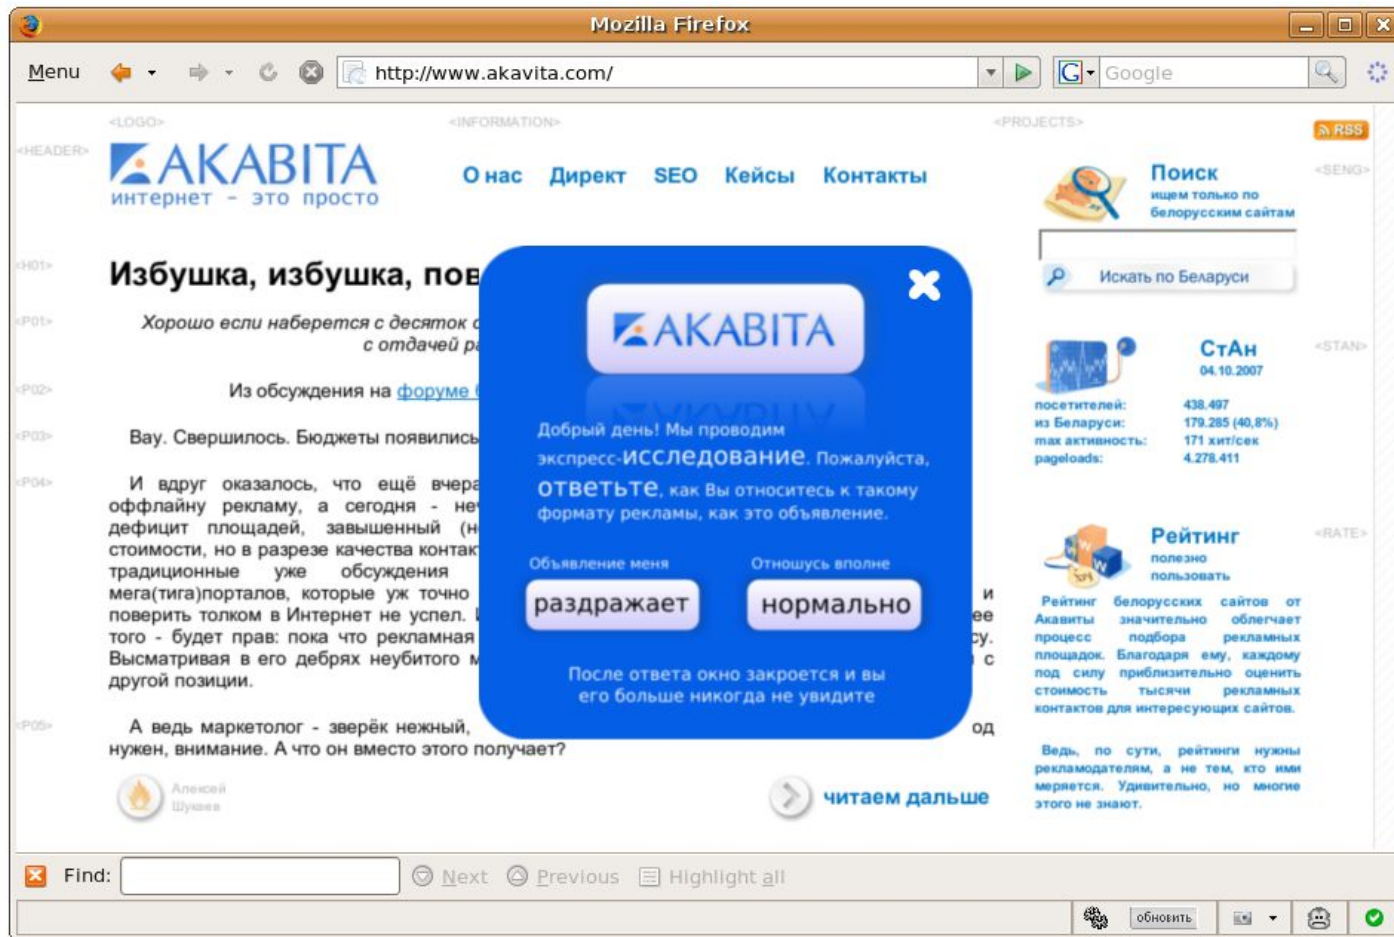 Mozilla Firefox
Menu
http://www.akavita.com/
Google
<LOGO>
<INFORMATION>
<PROJECTS>
RSS
<HEADER>
АКАВІТА
интернет - это просто
О нас Директ SEO Кейсы Контакты
Поиск
ищем только по
белорусским сайтам
<SENG>
Искать по Беларуси
<H01>
Избушка, избушка, пов
<P01>
Хорошо если наберется с десяток
с отдачей
<P02>
Из обсуждения на форуме
<P03>
Вау. Свершилось. Бюджеты появились
<P04>
И вдруг оказалось, что ещё вчера
оффлайну рекламу, а сегодня -
дефицит площадей, завышенный
стоимости, но в разрезе качества
традиционные уже обсуждения
мега(тига)порталов, которые уж точно и
поверить толком в Интернет не успел. ее
того - будет прав: пока что рекламная су.
Высматривая в его дебрях неубитого с
другой позиции.
<P05>
А ведь маркетолог - зверёк нежный, од
нужен, внимание. А что он вместо этого получает?
Алексей
Шукаев
читаем дальше
АКАВІТА
Добрый день! Мы проводим
экспресс-исследование. Пожалуйста,
ответьте, как Вы относитесь к такому
формату рекламы, как это объявление.
Объявление меня
раздражает
Отношусь вполне
нормально
После ответа окно закроется и вы
его больше никогда не увидите
СтАн
04.10.2007
<STAN>
посетителей: 438.497
из Беларуси: 179.285 (40,8%)
max активность: 171 хит/сек
pageloads: 4.278.411
Рейтинг
полезно
пользовать
<RATE>
Рейтинг белорусских сайтов от
Акавиты значительно облегчает
процесс подбора рекламных
площадок. Благодаря ему, каждому
под силу приблизительно оценить
стоимость тысячи рекламных
контактов для интересующих сайтов.
Ведь, по сути, рейтинги нужны
рекламодателям, а не тем, кто ими
меряется. Удивительно, но многие
этого не знают.
Find:
Next
Previous
Highlight all
обновить